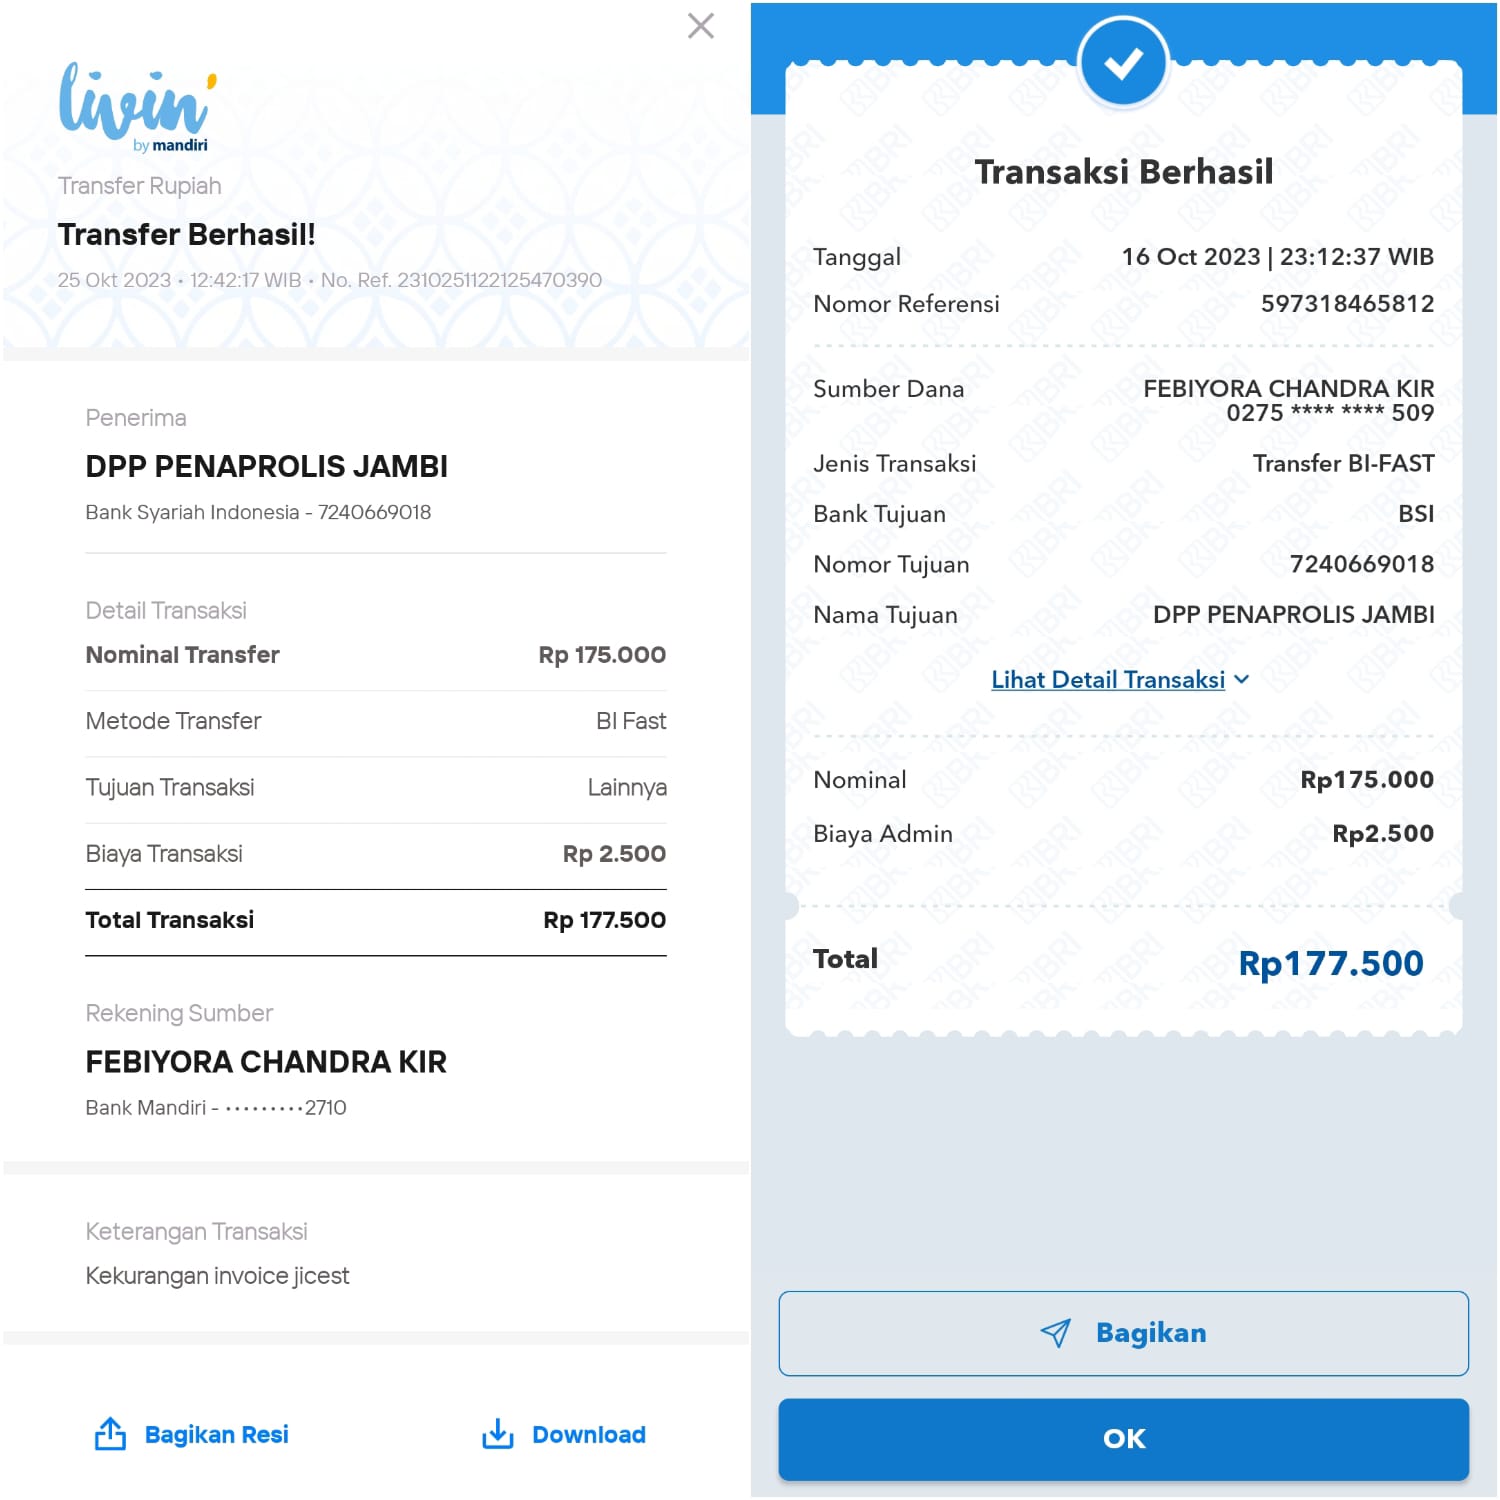 livin'
by mandiri
Transfer Rupiah
Transfer Berhasil!
25 Okt 2023 • 12:42:17 WIB • No. Ref. 2310251122125470390
Penerima
DPP PENAPROLIS JAMBI
Bank Syariah Indonesia - 7240669018
Detail Transaksi
Nominal Transfer Rp 175.000
Metode Transfer BI Fast
Tujuan Transaksi Lainnya
Biaya Transaksi Rp 2.500
Total Transaksi Rp 177.500
Rekening Sumber
FEBIYORA CHANDRA KIR
Bank Mandiri - •••••••••2710
Keterangan Transaksi
Kekurangan invoice jicest
Bagikan Resi Download
Transaksi Berhasil
Tanggal 16 Oct 2023 | 23:12:37 WIB
Nomor Referensi 597318465812
Sumber Dana FEBIYORA CHANDRA KIR
0275 **** **** 509
Jenis Transaksi Transfer BI-FAST
Bank Tujuan BSI
Nomor Tujuan 7240669018
Nama Tujuan DPP PENAPROLIS JAMBI
Lihat Detail Transaksi
Nominal Rp175.000
Biaya Admin Rp2.500
Total Rp177.500
Bagikan
OK